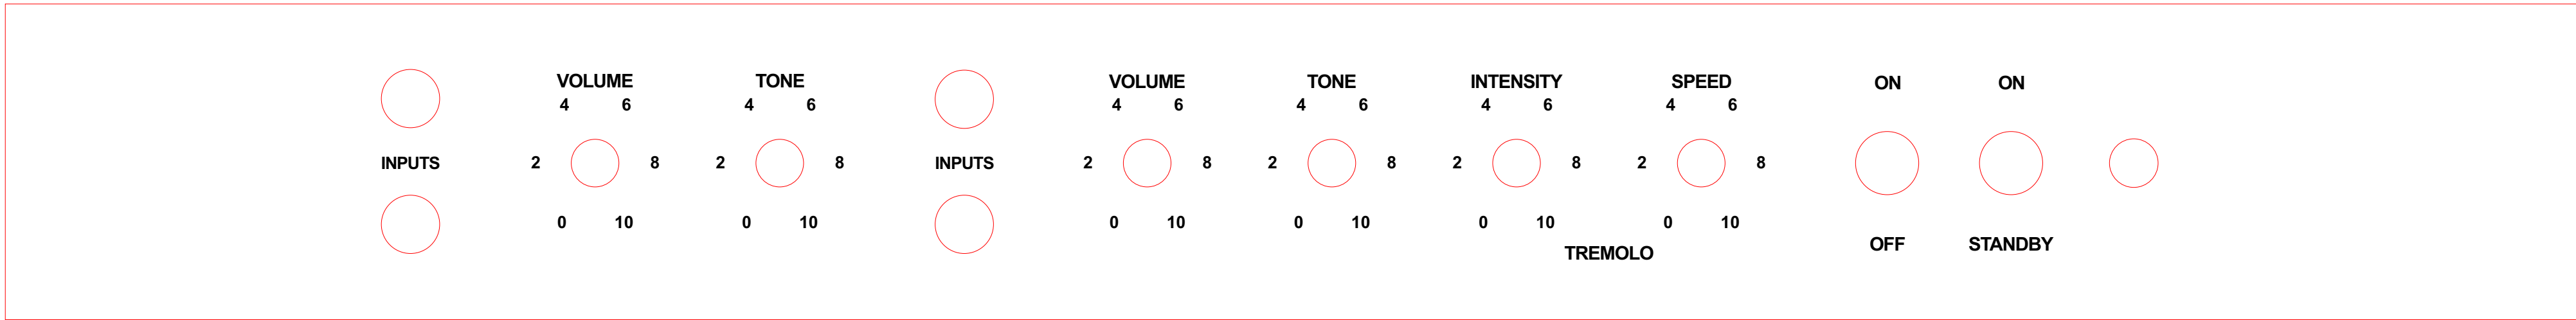 VOLUME TONE VOLUME TONE INTENSITY SPEED ON ON
4 6 4 6 4 6 4 6 4 6 4 6
INPUTS 2 8 2 8 INPUTS 2 8 2 8 2 8 2 8
0 10 0 10 0 10 0 10 0 10 0 10
OFF STANDBY
TREMOLO